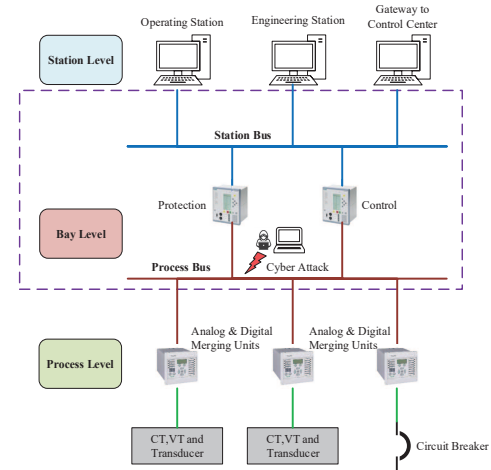 Operating Station
Engineering Station
Gateway to
Control Center
Station Level
Station Bus
Protection
Control
Bay Level
Process Bus
Cyber Attack
Analog & Digital
Merging Units
Analog & Digital
Merging Units
Process Level
CT,VT and
Transducer
CT,VT and
Transducer
Circuit Breaker